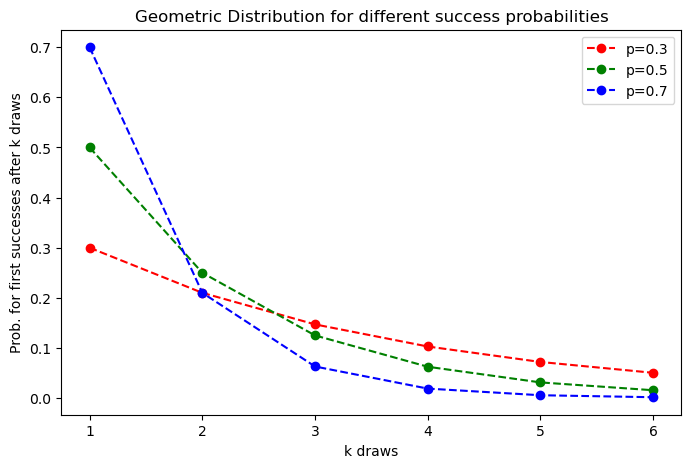 Geometric Distribution for different success probabilities
p=0.3
p=0.5
p=0.7
Prob. for first successes after k draws
0.7
0.6
0.5
0.4
0.3
0.2
0.1
0.0
1 2 3 4 5 6
k draws